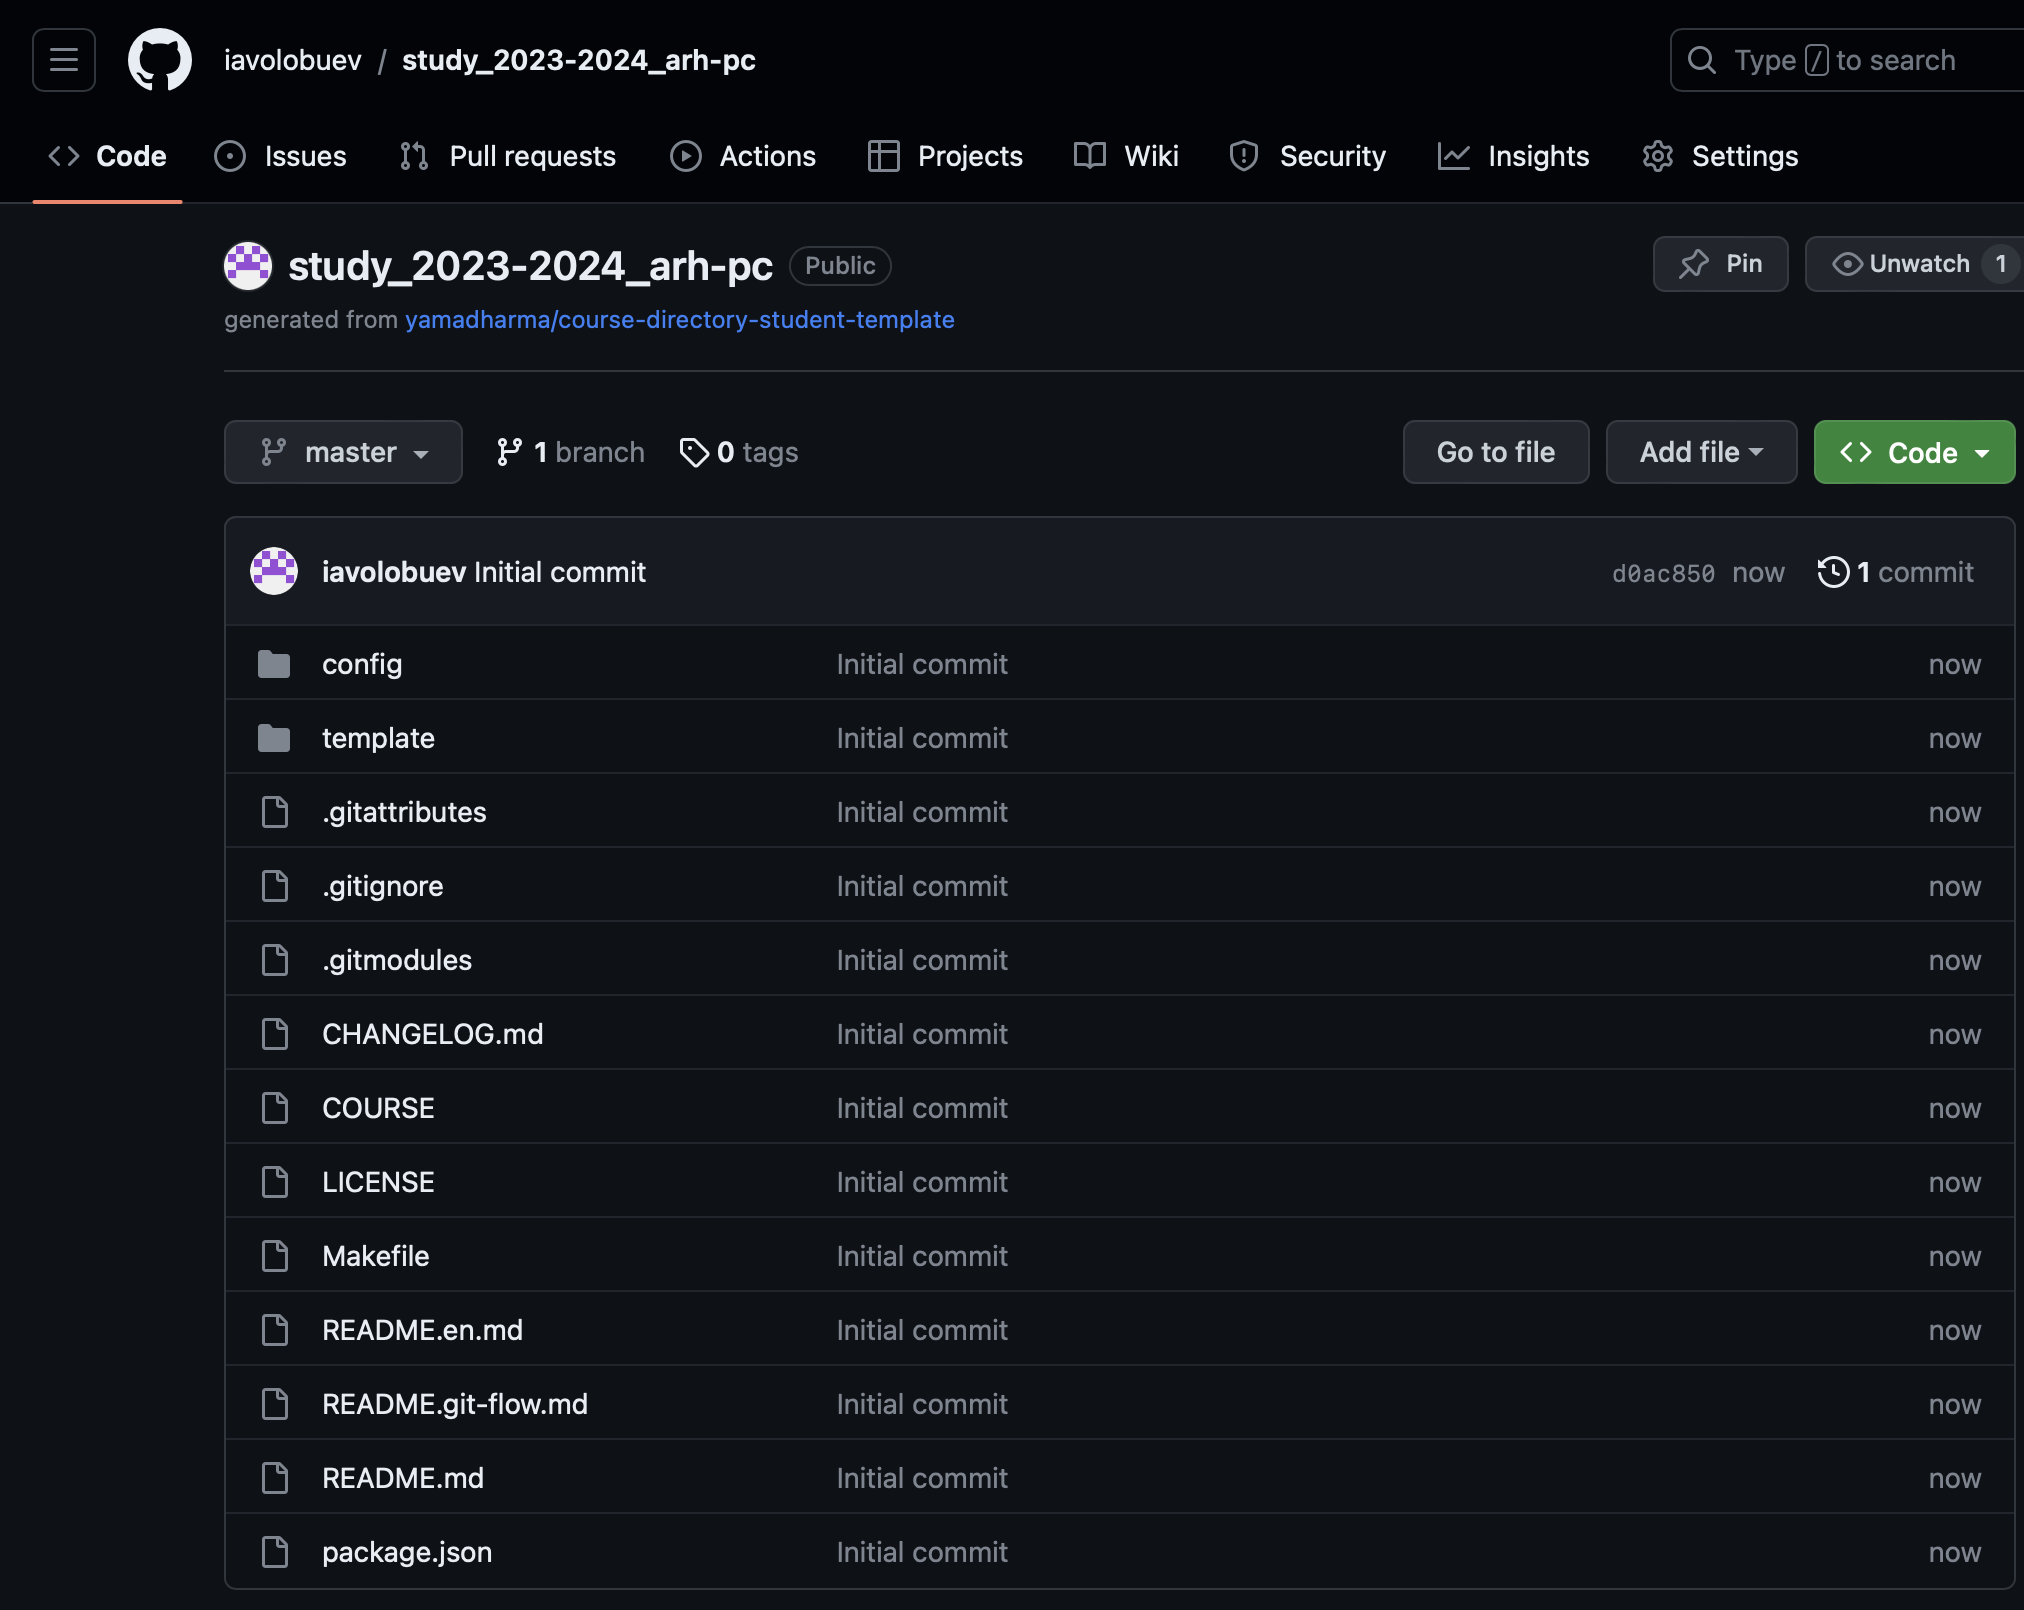 iavolobuev / study_2023-2024_arh-pc
Type / to search
Code Issues Pull requests Actions Projects Wiki Security Insights Settings
study_2023-2024_arh-pc Public
Pin Unwatch 1
generated from yamadharma/course-directory-student-template
master 1 branch 0 tags Go to file Add file Code
iavolobuev Initial commit d0ac850 now 1 commit
config Initial commit now
template Initial commit now
.gitattributes Initial commit now
.gitignore Initial commit now
.gitmodules Initial commit now
CHANGELOG.md Initial commit now
COURSE Initial commit now
LICENSE Initial commit now
Makefile Initial commit now
README.en.md Initial commit now
README.git-flow.md Initial commit now
README.md Initial commit now
package.json Initial commit now